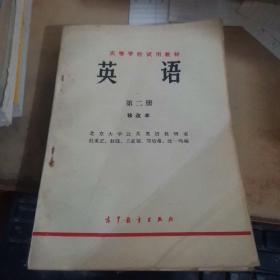 高等学校试用教材
英语
第二册
修改本
北京大学公共英语教研室
高等教育出版社